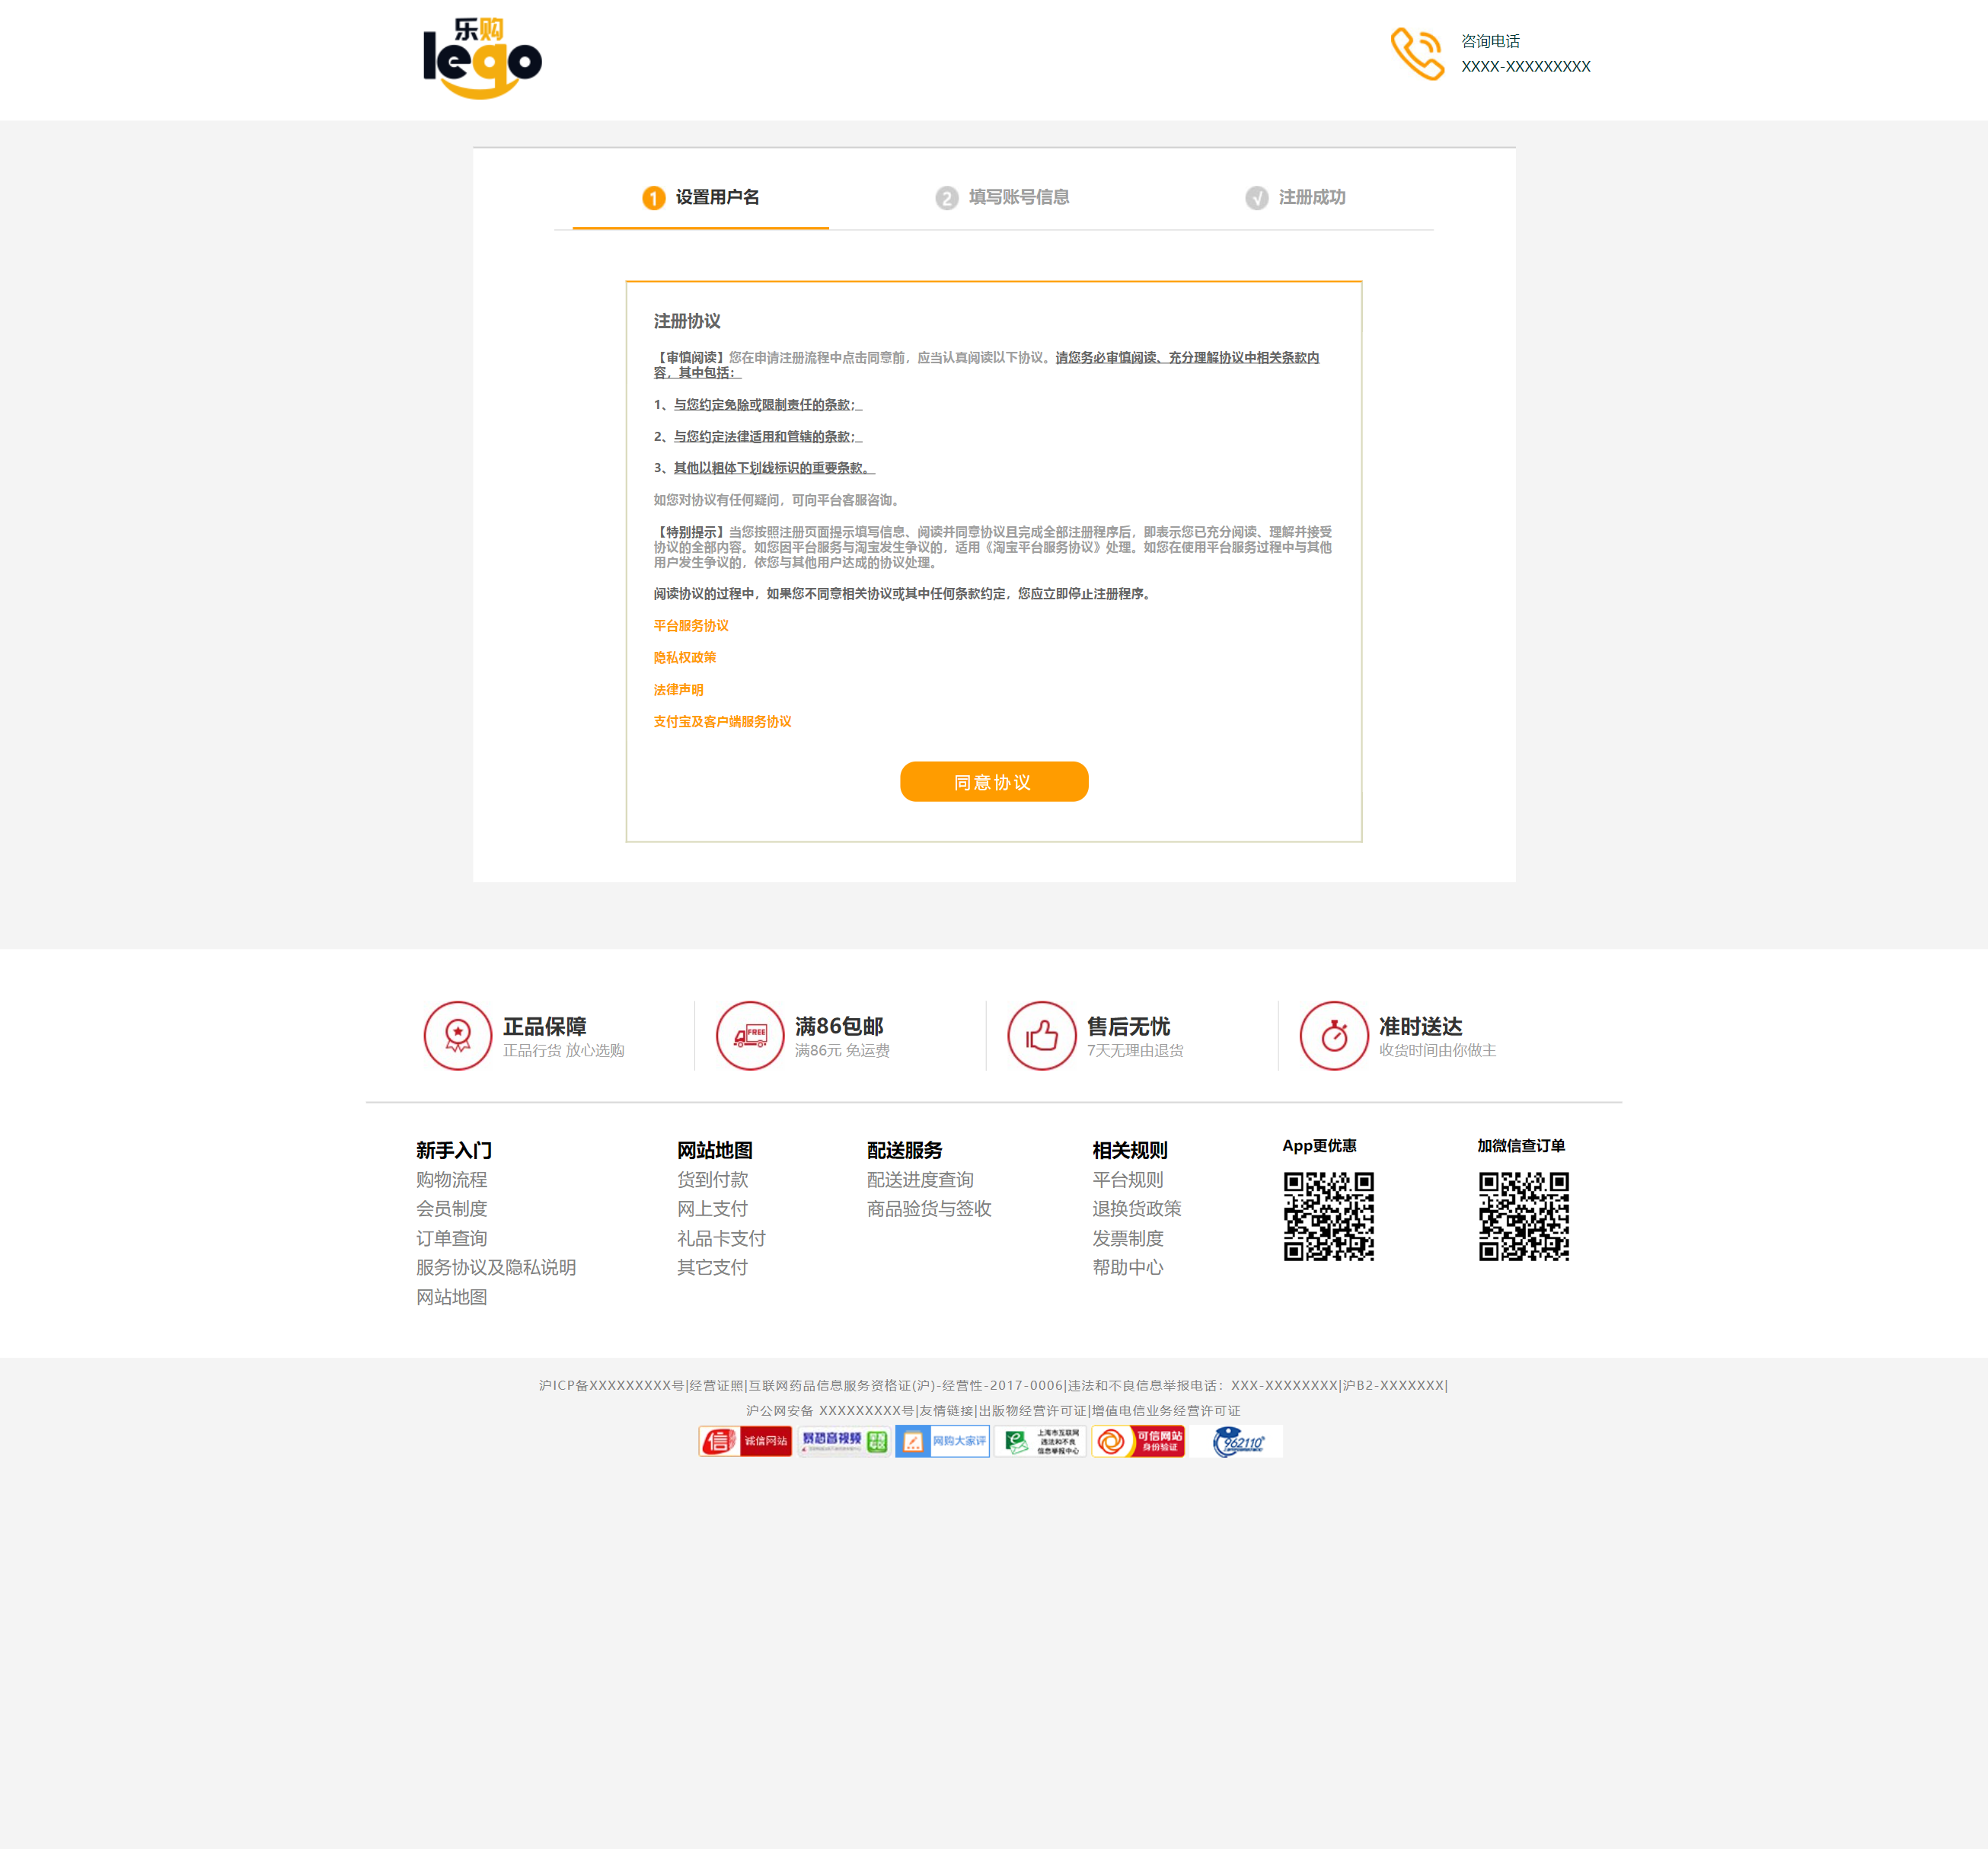 乐购
lego
咨询电话
XXXX-XXXXXXXXX
1 设置用户名
2 填写账号信息
√ 注册成功
注册协议
【审慎阅读】您在申请注册流程中点击同意前，应当认真阅读以下协议。请您务必审慎阅读、充分理解协议中相关条款内
容，其中包括：
1、与您约定免除或限制责任的条款；
2、与您约定法律适用和管辖的条款；
3、其他以粗体下划线标识的重要条款。
如您对协议有任何疑问，可向平台客服咨询。
【特别提示】当您按照注册页面提示填写信息、阅读并同意协议且完成全部注册程序后，即表示您已充分阅读、理解并接受
协议的全部内容。如您因平台服务与淘宝发生争议的，适用《淘宝平台服务协议》处理。如您在使用平台服务过程中与其他
用户发生争议的，依您与其他用户达成的协议处理。
阅读协议的过程中，如果您不同意相关协议或其中任何条款约定，您应立即停止注册程序。
平台服务协议
隐私权政策
法律声明
支付宝及客户端服务协议
同意协议
正品保障
正品行货 放心选购
FREE
满86包邮
满86元 免运费
售后无忧
7天无理由退货
准时送达
收货时间由你做主
新手入门
购物流程
会员制度
订单查询
服务协议及隐私说明
网站地图
网站地图
货到付款
网上支付
礼品卡支付
其它支付
配送服务
配送进度查询
商品验货与签收
相关规则
平台规则
退换货政策
发票制度
帮助中心
App更优惠
加微信查订单
沪ICP备XXXXXXXXX号|经营证照|互联网药品信息服务资格证(沪)-经营性-2017-0006|违法和不良信息举报电话：XXX-XXXXXXXX|沪B2-XXXXXXX|
沪公网安备 XXXXXXXXX号|友情链接|出版物经营许可证|增值电信业务经营许可证
信 诚信网站
暴恐音视频
网购大家评
上海市互联网
违法和不良
信息举报中心
可信网站
身份验证
962110